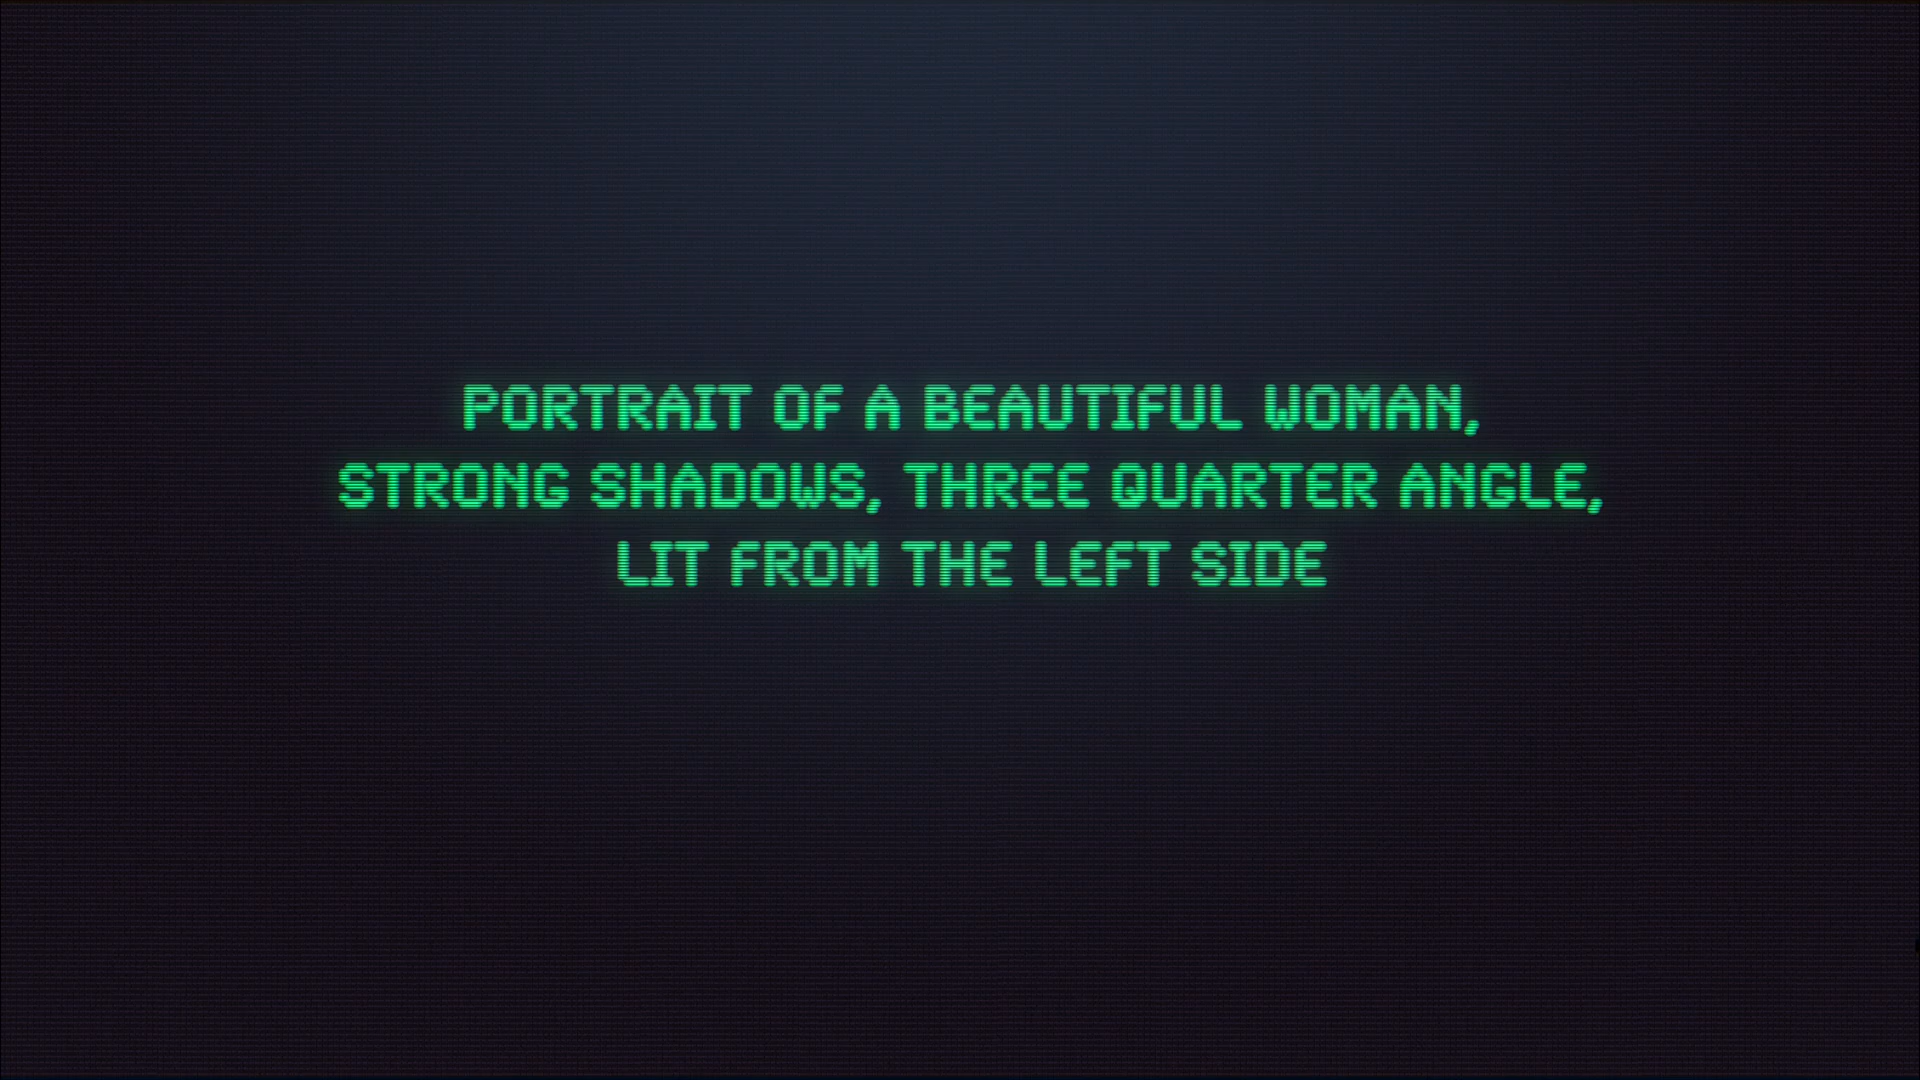 PORTRAIT OF A BEAUTIFUL WOMAN,
STRONG SHADOWS, THREE QUARTER ANGLE,
LIT FROM THE LEFT SIDE